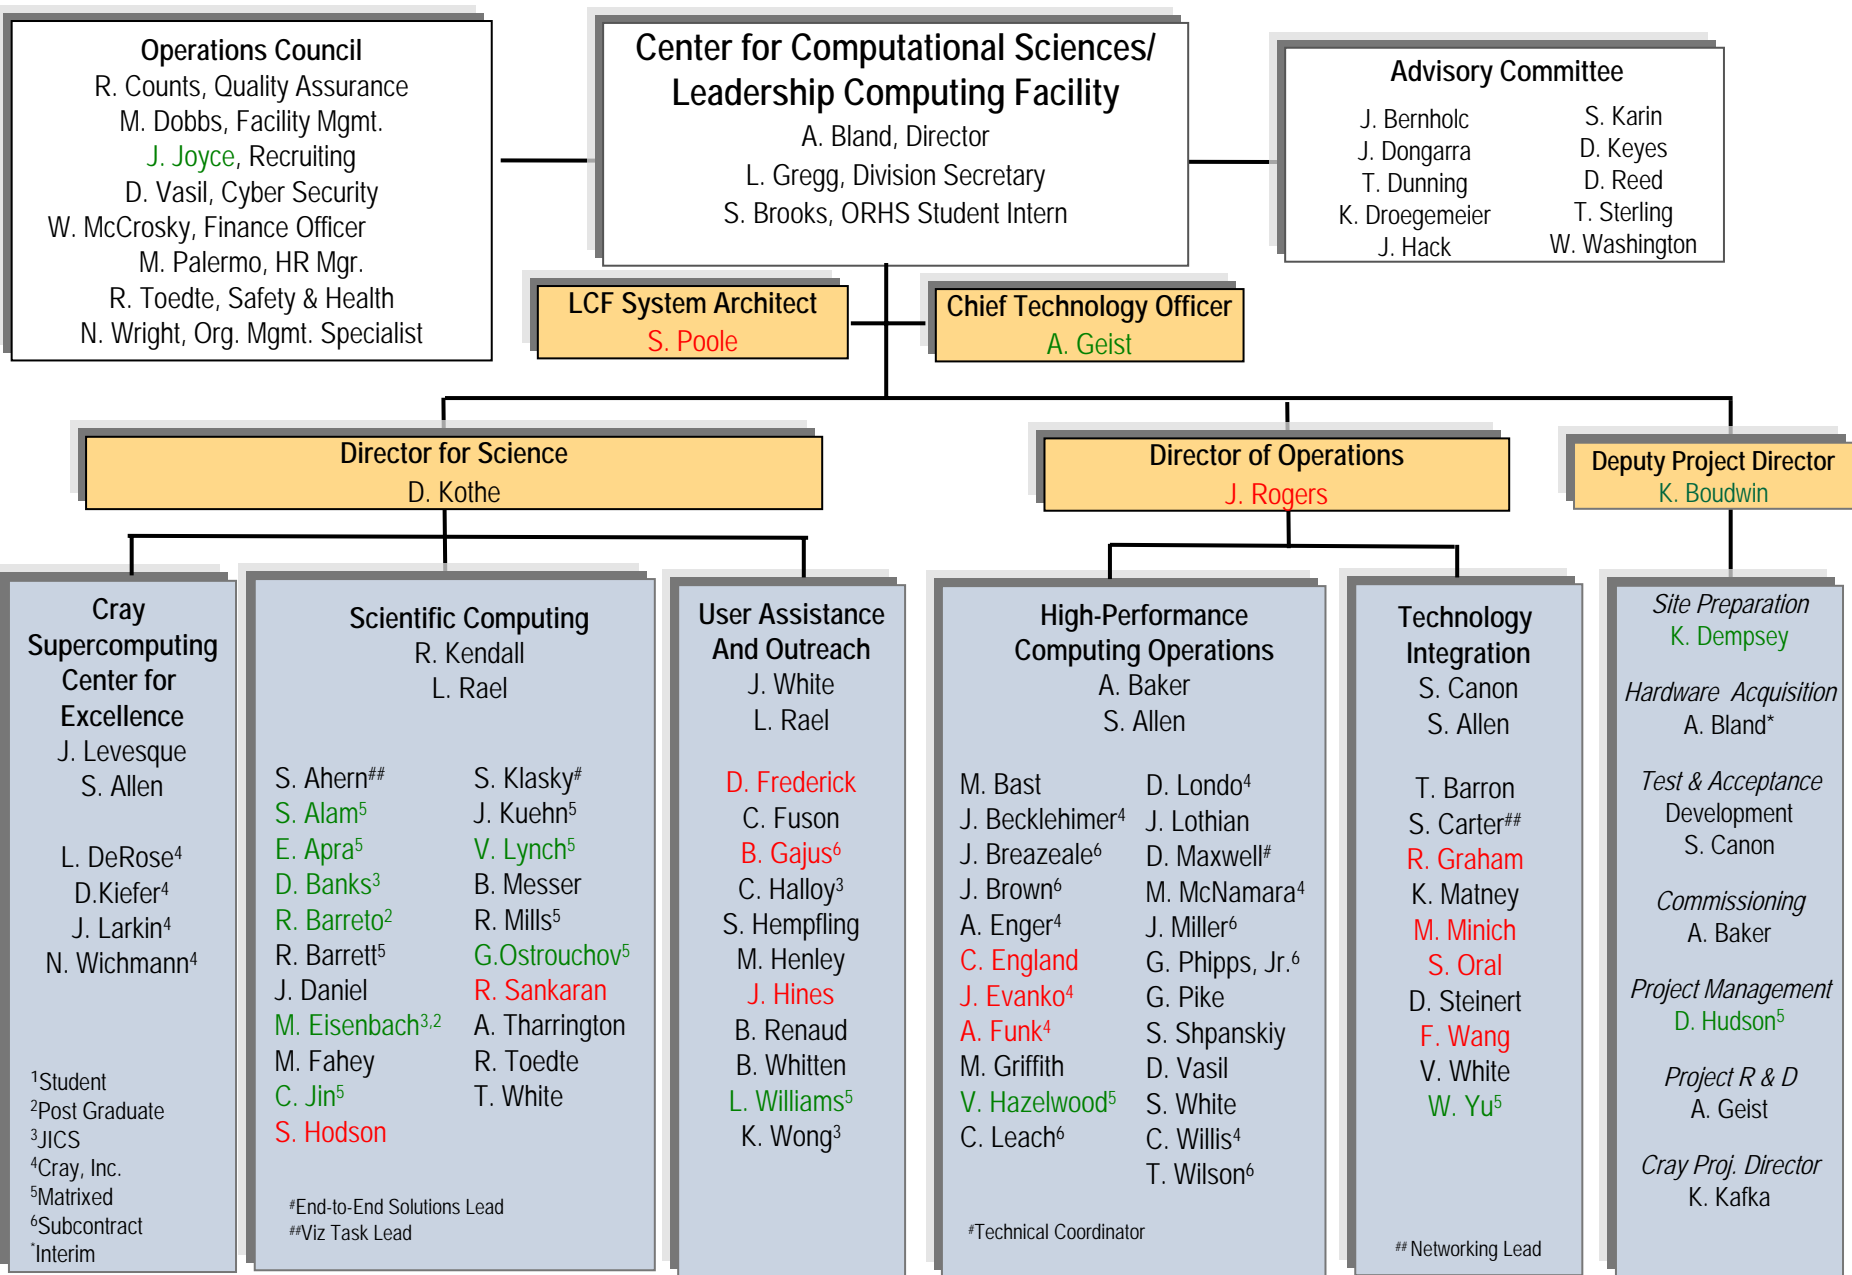 Operations Council
R. Counts, Quality Assurance
M. Dobbs, Facility Mgmt.
J. Joyce, Recruiting
D. Vasil, Cyber Security
W. McCrosky, Finance Officer
M. Palermo, HR Mgr.
R. Toedte, Safety & Health
N. Wright, Org. Mgmt. Specialist
Center for Computational Sciences/
Leadership Computing Facility
A. Bland, Director
L. Gregg, Division Secretary
S. Brooks, ORHS Student Intern
Advisory Committee
J. Bernholc
J. Dongarra
T. Dunning
K. Droegemeier
J. Hack
S. Karin
D. Keyes
D. Reed
T. Sterling
W. Washington
LCF System Architect
S. Poole
Chief Technology Officer
A. Geist
Director for Science
D. Kothe
Director of Operations
J. Rogers
Deputy Project Director
K. Boudwin
Cray
Supercomputing
Center for
Excellence
J. Levesque
S. Allen
L. DeRose⁴
D.Kiefer⁴
J. Larkin⁴
N. Wichmann⁴
¹Student
²Post Graduate
³JICS
⁴Cray, Inc.
⁵Matrixed
⁶Subcontract
*Interim
Scientific Computing
R. Kendall
L. Rael
S. Ahern##
S. Alam⁵
E. Apra⁵
D. Banks³
R. Barreto²
R. Barrett⁵
J. Daniel
M. Eisenbach³,²
M. Fahey
C. Jin⁵
S. Hodson
S. Klasky#
J. Kuehn⁵
V. Lynch⁵
B. Messer
R. Mills⁵
G.Ostrouchov⁵
R. Sankaran
A. Tharrington
R. Toedte
T. White
#End-to-End Solutions Lead
##Viz Task Lead
User Assistance
And Outreach
J. White
L. Rael
D. Frederick
C. Fuson
B. Gajus⁶
C. Halloy³
S. Hempfling
M. Henley
J. Hines
B. Renaud
B. Whitten
L. Williams⁵
K. Wong³
High-Performance
Computing Operations
A. Baker
S. Allen
M. Bast
J. Becklehimer⁴
J. Breazeale⁶
J. Brown⁶
A. Enger⁴
C. England
J. Evanko⁴
A. Funk⁴
M. Griffith
V. Hazelwood⁵
C. Leach⁶
D. Londo⁴
J. Lothian
D. Maxwell#
M. McNamara⁴
J. Miller⁶
G. Phipps, Jr.⁶
G. Pike
S. Shpanskiy
D. Vasil
S. White
C. Willis⁴
T. Wilson⁶
#Technical Coordinator
Technology
Integration
S. Canon
S. Allen
T. Barron
S. Carter##
R. Graham
K. Matney
M. Minich
S. Oral
D. Steinert
F. Wang
V. White
W. Yu⁵
## Networking Lead
Site Preparation
K. Dempsey
Hardware Acquisition
A. Bland*
Test & Acceptance
Development
S. Canon
Commissioning
A. Baker
Project Management
D. Hudson⁵
Project R & D
A. Geist
Cray Proj. Director
K. Kafka